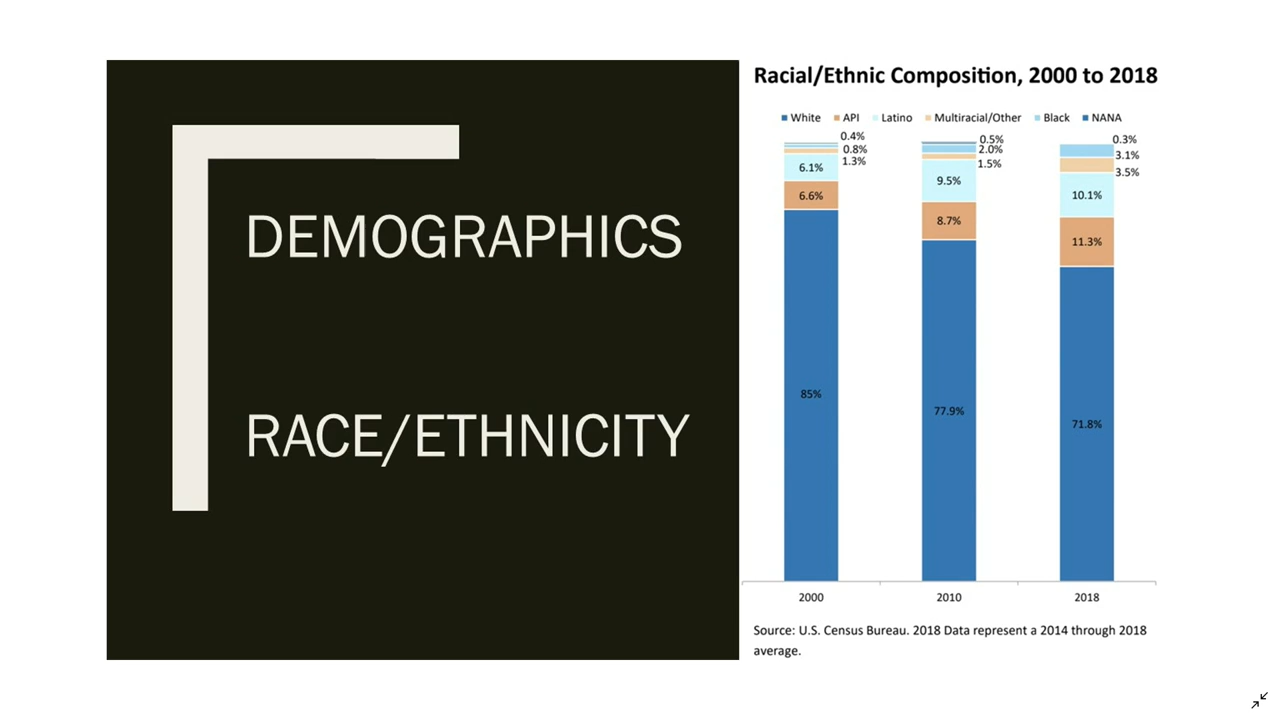 DEMOGRAPHICS
RACE/ETHNICITY
Racial/Ethnic Composition, 2000 to 2018
White API Latino Multiracial/Other Black NANA
0.4%
0.8%
1.3%
6.1%
6.6%
85%
0.5%
2.0%
1.5%
9.5%
8.7%
77.9%
0.3%
3.1%
3.5%
10.1%
11.3%
71.8%
2000 2010 2018
Source: U.S. Census Bureau. 2018 Data represent a 2014 through 2018
average.